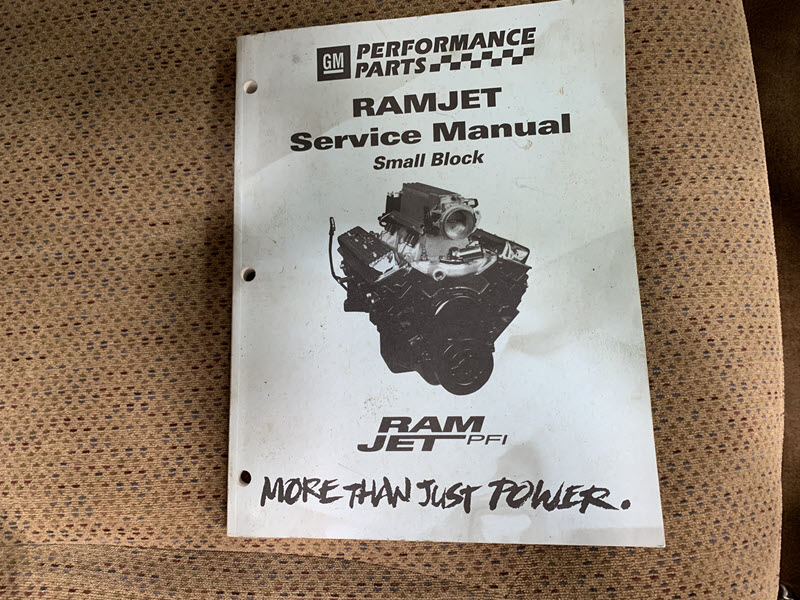 GM
PERFORMANCE
PARTS
RAMJET
Service Manual
Small Block
RAM
JET PFI
MORE THAN JUST POWER.